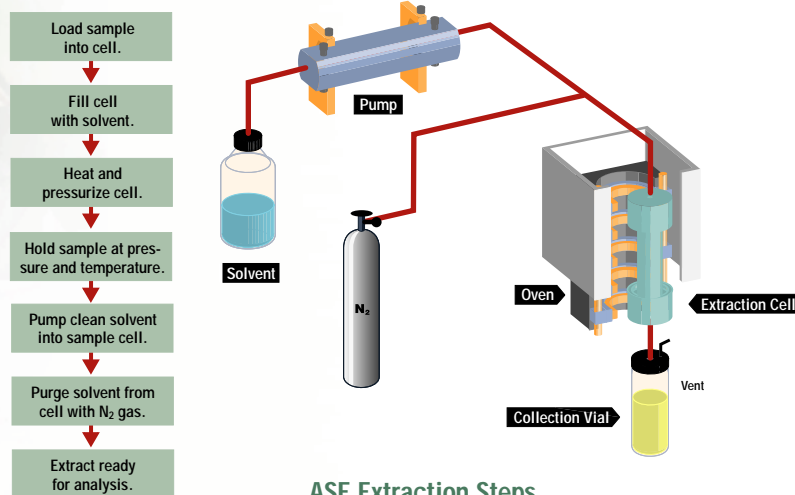 Load sample
into cell.
Fill cell
with solvent.
Heat and
pressurize cell.
Hold sample at pres-
sure and temperature.
Pump clean solvent
into sample cell.
Purge solvent from
cell with N₂ gas.
Extract ready
for analysis.
Pump
Solvent
N₂
Oven
Extraction Cell
Vent
Collection Vial
ASE Extraction Steps